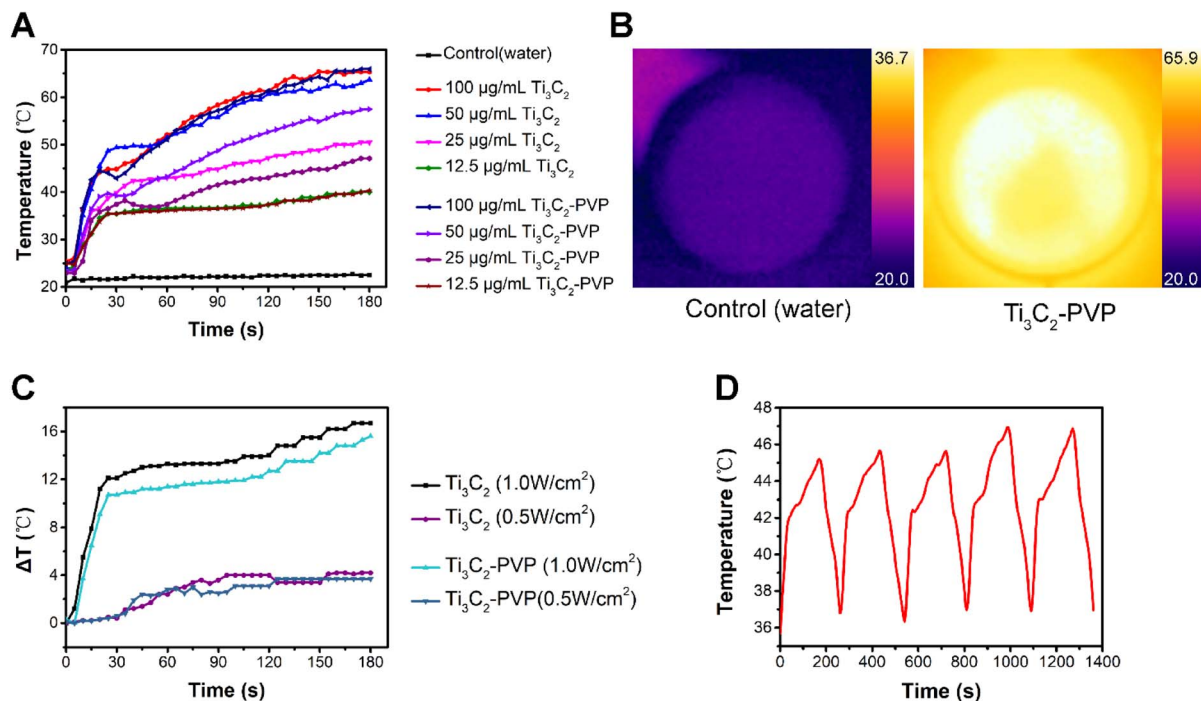 A
Temperature (℃)
70
60
50
40
30
20
0 30 60 90 120 150 180
Time (s)
Control(water)
100 µg/mL Ti₃C₂
50 µg/mL Ti₃C₂
25 µg/mL Ti₃C₂
12.5 µg/mL Ti₃C₂
100 µg/mL Ti₃C₂-PVP
50 µg/mL Ti₃C₂-PVP
25 µg/mL Ti₃C₂-PVP
12.5 µg/mL Ti₃C₂-PVP
B
36.7
20.0
Control (water)
65.9
20.0
Ti₃C₂-PVP
C
ΔT (℃)
16
12
8
4
0
0 30 60 90 120 150 180
Time (s)
Ti₃C₂ (1.0W/cm²)
Ti₃C₂ (0.5W/cm²)
Ti₃C₂-PVP (1.0W/cm²)
Ti₃C₂-PVP(0.5W/cm²)
D
Temperature (℃)
48
46
44
41
39
36
0 200 400 600 800 1000 1200 1400
Time (s)